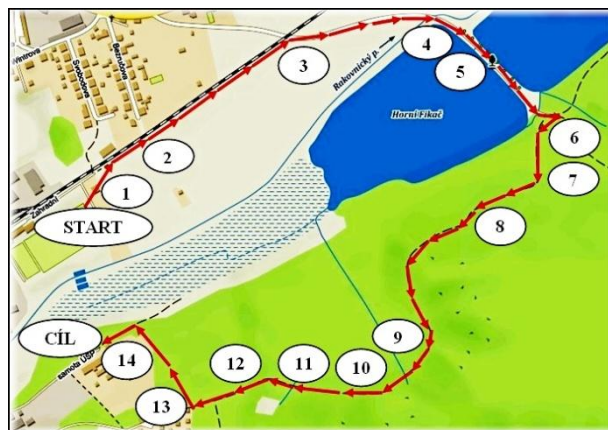 Wintrova
Svobodova
Bezručova
Zahradní
Rakovnický p.
Horní Fikač
START
1
2
3
4
5
6
7
8
9
10
11
12
13
14
CÍL
samota ÚSP